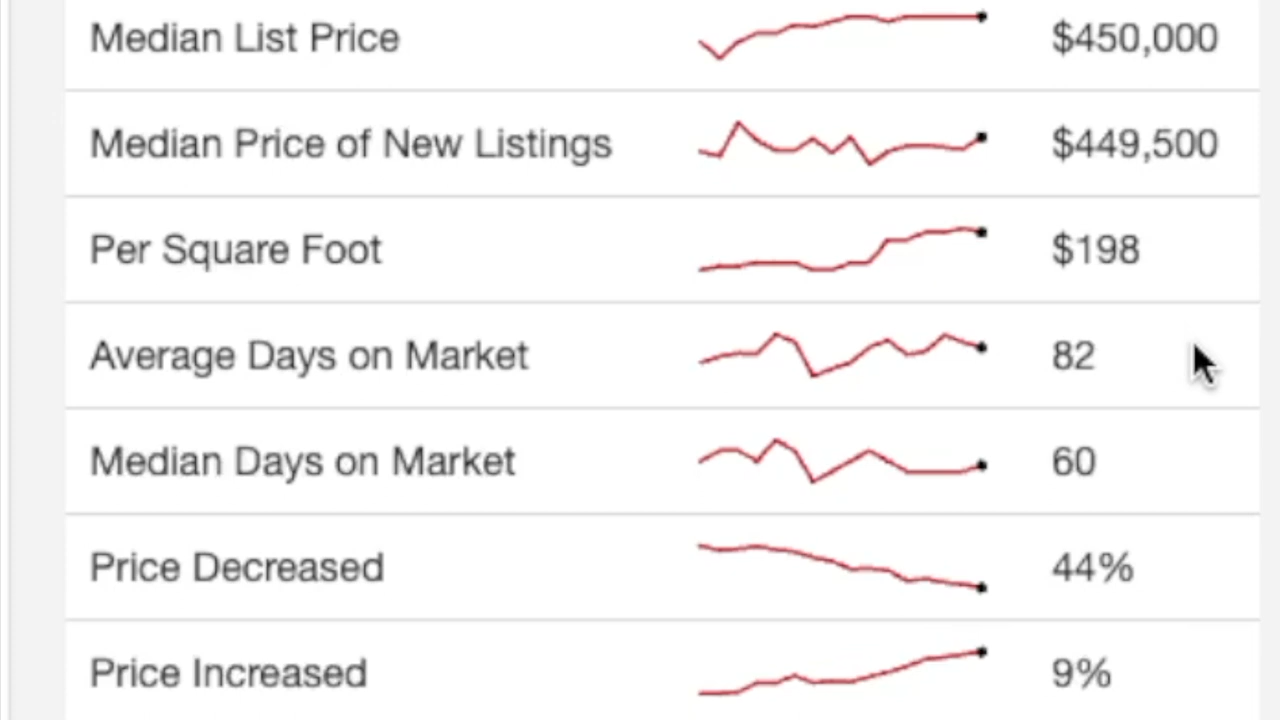 Median List Price $450,000
Median Price of New Listings $449,500
Per Square Foot $198
Average Days on Market 82
Median Days on Market 60
Price Decreased 44%
Price Increased 9%